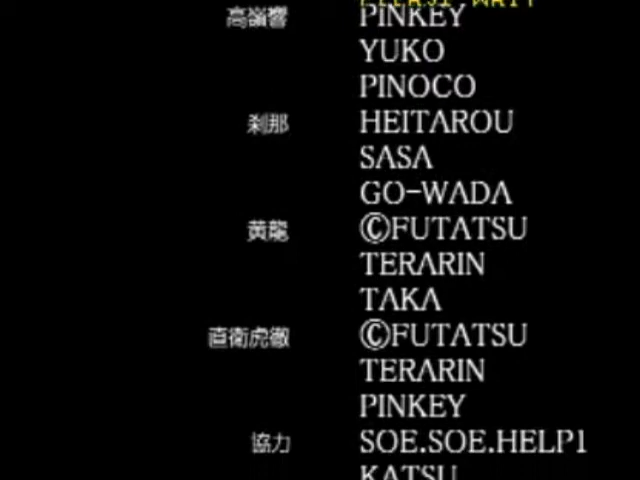 高嶺響 PINKEY
YUKO
PINOCO
刹那 HEITAROU
SASA
GO-WADA
黄龍 ©FUTATSU
TERARIN
TAKA
直衛虎徹 ©FUTATSU
TERARIN
PINKEY
協力 SOE.SOE.HELP1
KATSU